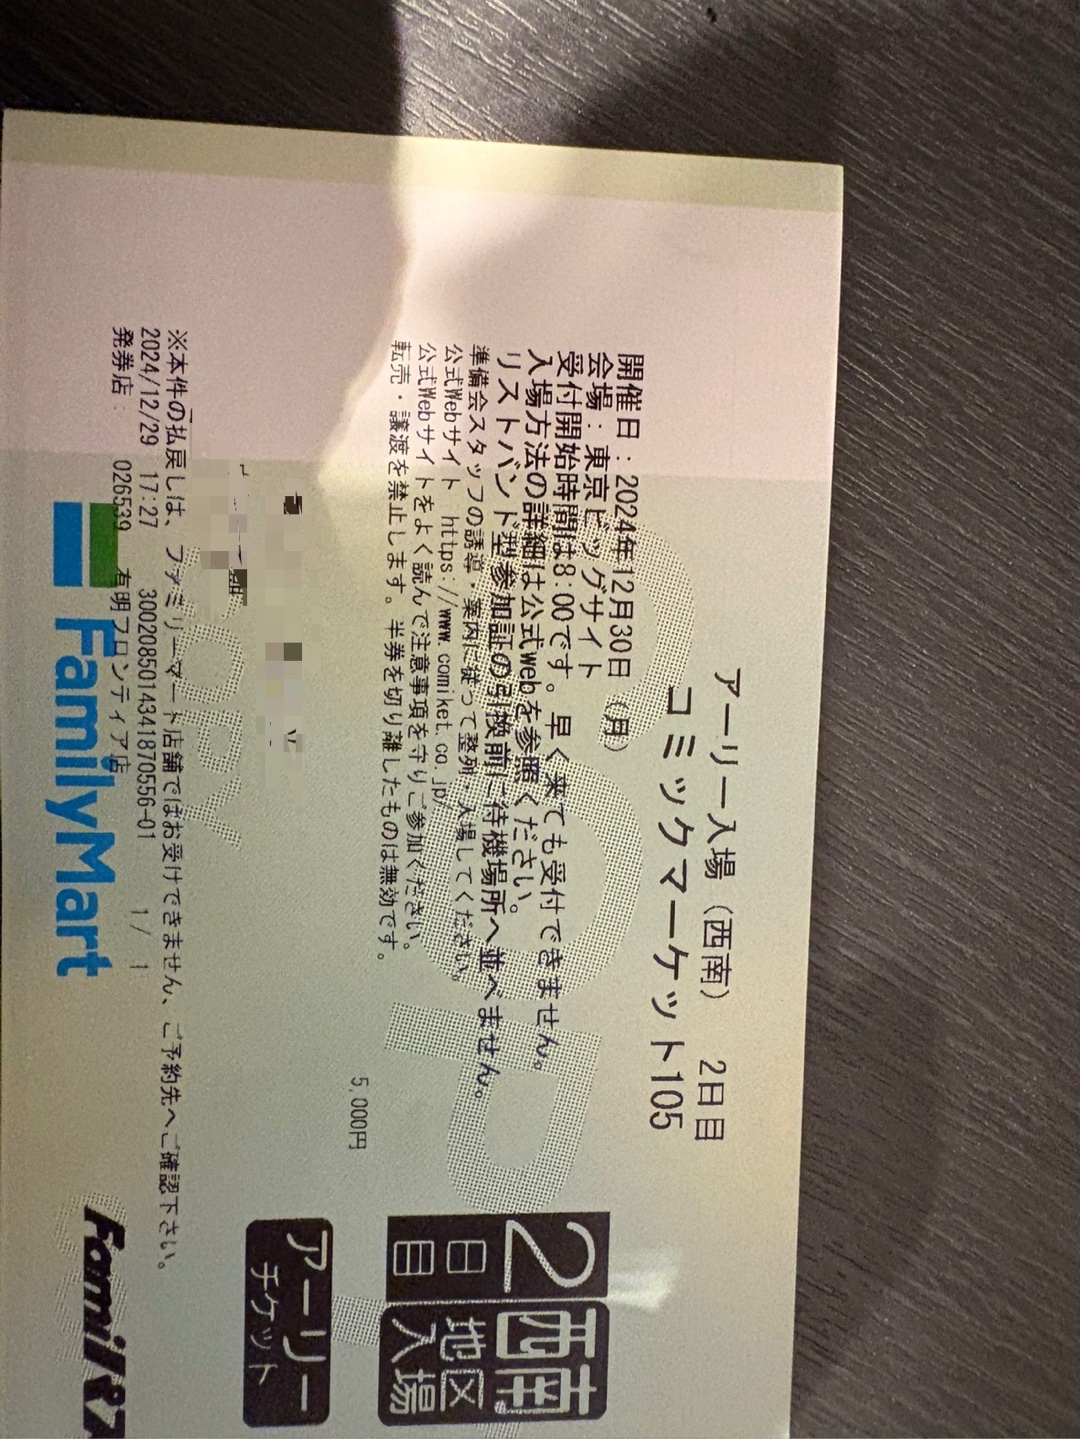 アーリー入場（西南）　2日目
コミックマーケット105
開催日：2024年12月30日（月）
会場：東京ビッグサイト
受付開始時間は8:00です。早く来ても受付できません。
入場方法の詳細は公式webを参照ください。
リストバンド型参加証の引換前に待機場所へ並べません。
準備会スタッフの誘導・案内に従って整列・入場してください。
公式Webサイト https://www.comiket.co.jp/
公式Webサイトをよく読んで注意事項を守りご参加ください。
転売・譲渡を禁止します。半券を切り離したものは無効です。
5,000円
2日目
西南地区入場
アーリー
チケット
COPY
※本件の払戻しは、ファミリーマート店舗ではお受けできません、ご予約先へご確認下さい。
2024/12/29 17:27 3002085014341870556-01 1/ 1
発券店： 026539 有明フロンティア店
FamilyMart